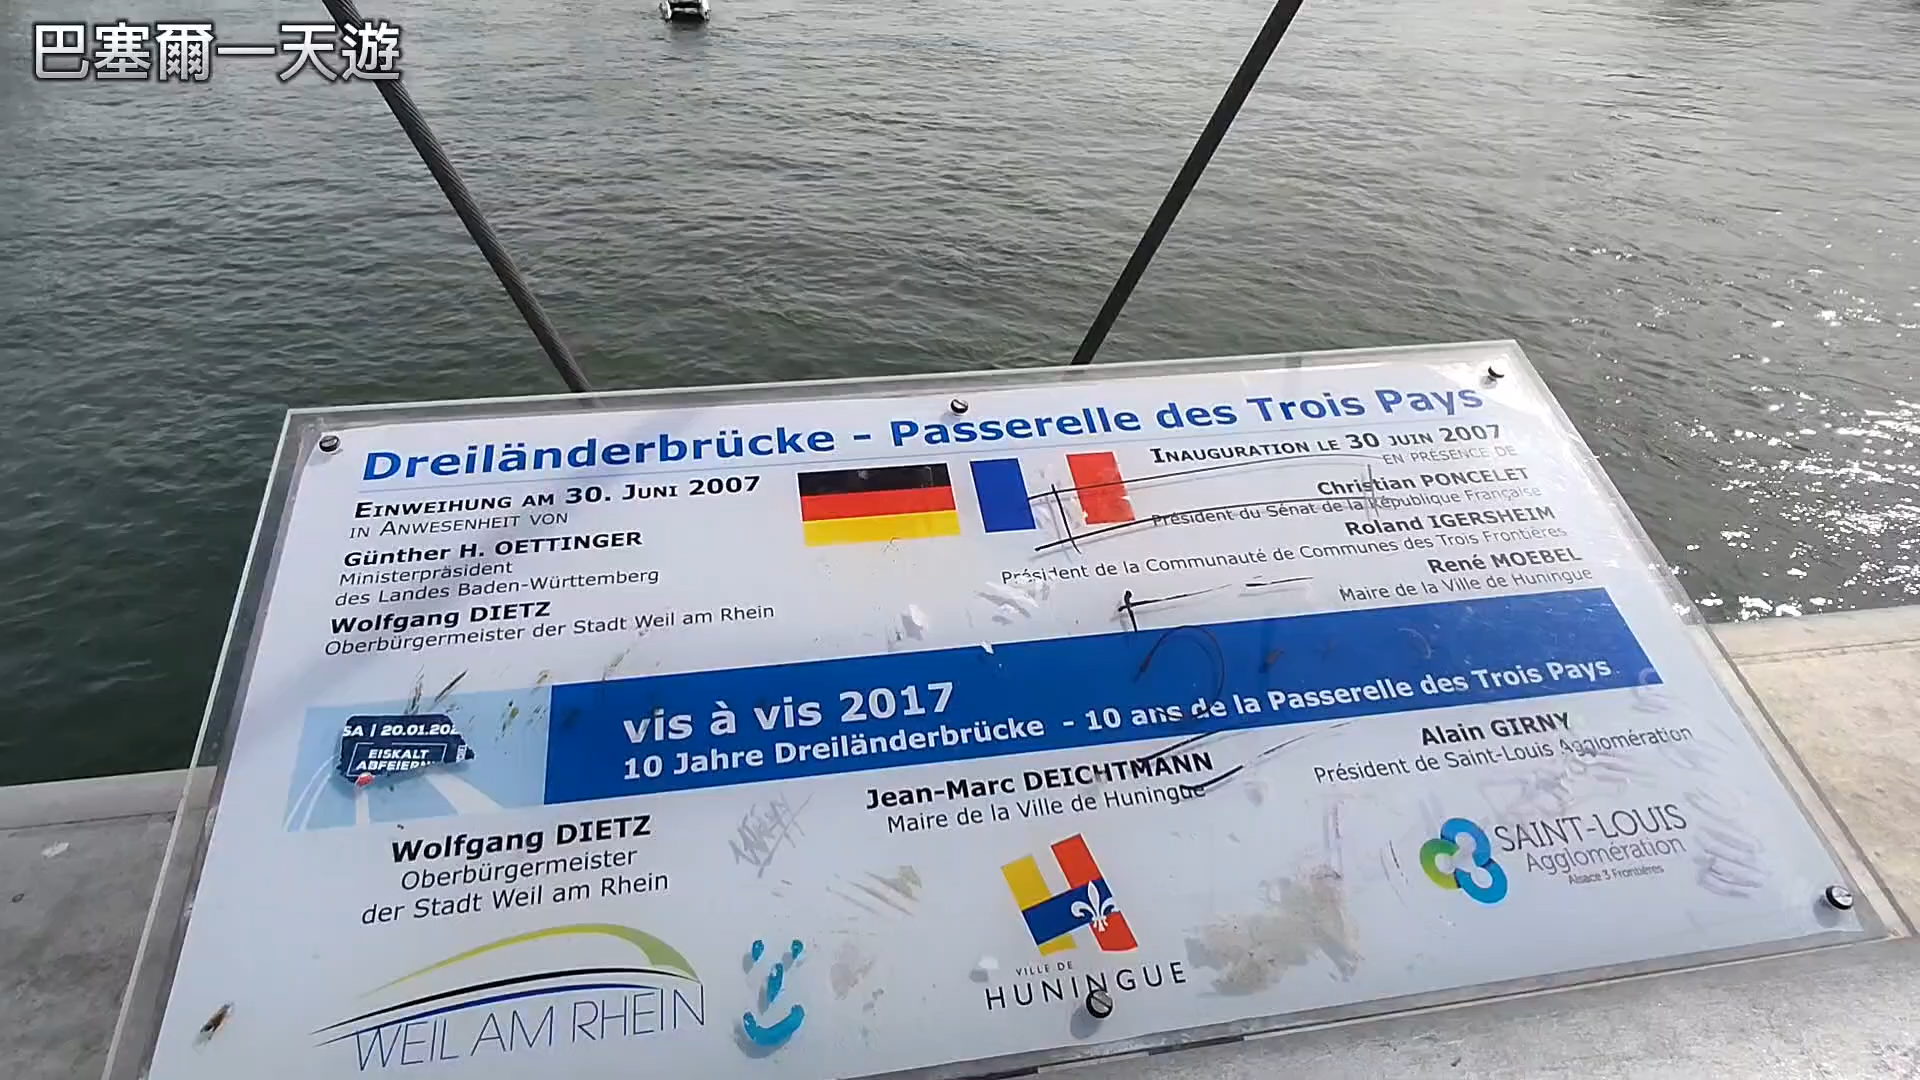 巴塞爾一天遊
Dreiländerbrücke - Passerelle des Trois Pays
EINWEIHUNG AM 30. JUNI 2007
IN ANWESENHEIT VON
Günther H. OETTINGER
Ministerpräsident
des Landes Baden-Württemberg
Wolfgang DIETZ
Oberbürgermeister der Stadt Weil am Rhein
INAUGURATION LE 30 JUIN 2007
EN PRÉSENCE DE
Christian PONCELET
Président du Sénat de la République Française
Roland IGERSHEIM
Président de la Communauté de Communes des Trois Frontières
René MOEBEL
Maire de la Ville de Huningue
SA | 20.01.202
EISKALT
ABFEIERN
vis à vis 2017
10 Jahre Dreiländerbrücke - 10 ans de la Passerelle des Trois Pays
Wolfgang DIETZ
Oberbürgermeister
der Stadt Weil am Rhein
WEIL AM RHEIN
Jean-Marc DEICHTMANN
Maire de la Ville de Huningue
VILLE DE
HUNINGUE
Alain GIRNY
Président de Saint-Louis Agglomération
SAINT-LOUIS
Agglomération
Alsace 3 Frontières